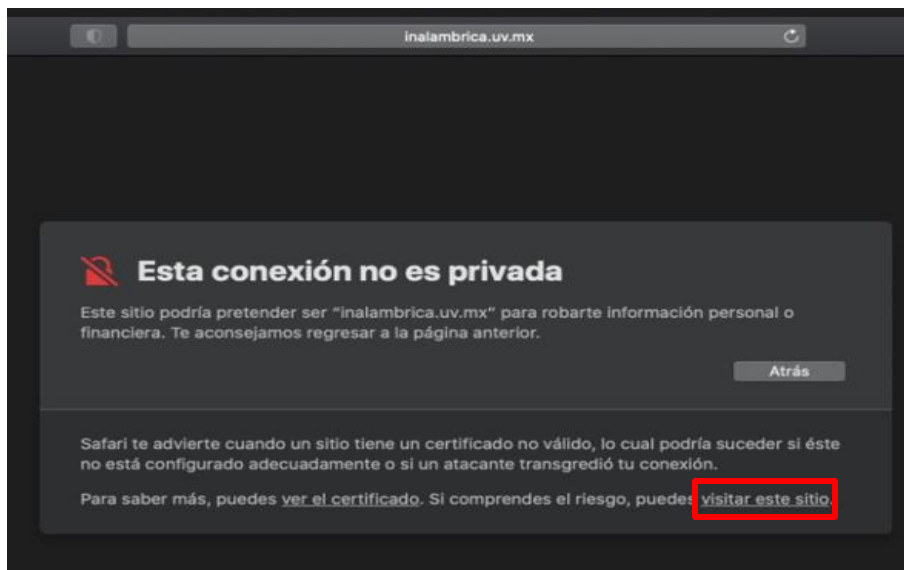 inalambrica.uv.mx
Esta conexión no es privada
Este sitio podría pretender ser "inalambrica.uv.mx" para robarte información personal o
financiera. Te aconsejamos regresar a la página anterior.
Atrás
Safari te advierte cuando un sitio tiene un certificado no válido, lo cual podría suceder si éste
no está configurado adecuadamente o si un atacante transgredió tu conexión.
Para saber más, puedes ver el certificado. Si comprendes el riesgo, puedes visitar este sitio.